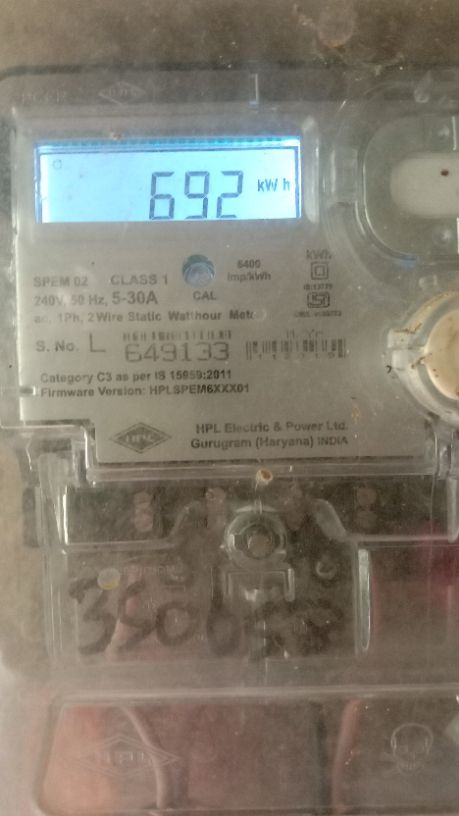 692 kWh
SPEM 02 CLASS 1
6400 imp/kWh
kWh
240V, 50 Hz, 5-30A
CAL
ac, 1Ph, 2 Wire Static Watthour Meter
S. No. L 649133
Category C3 as per IS 15959:2011
Firmware Version: HPLSPEM6XXX01
HPL
HPL Electric & Power Ltd.
Gurugram (Haryana) INDIA
HPL